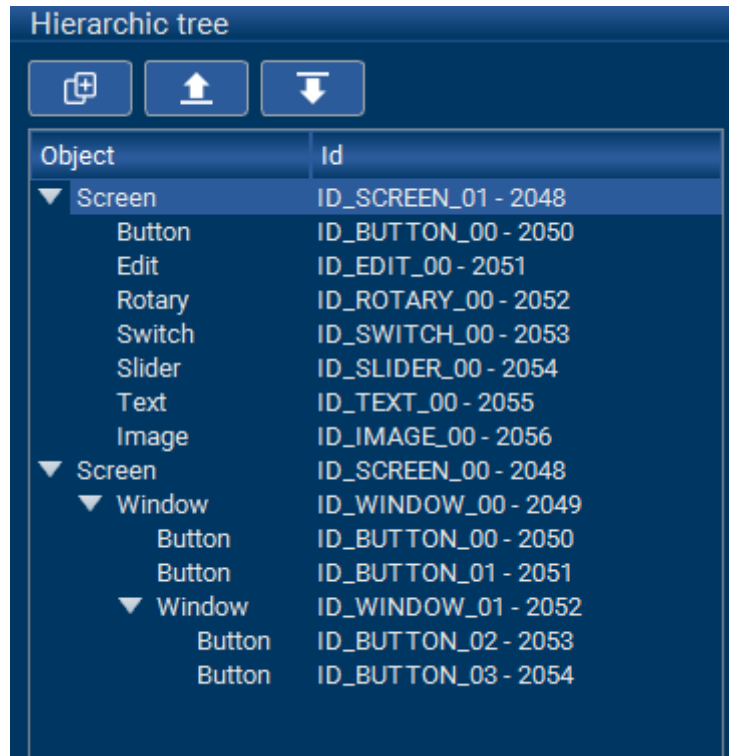 Hierarchic tree
Object Id
Screen ID_SCREEN_01 - 2048
Button ID_BUTTON_00 - 2050
Edit ID_EDIT_00 - 2051
Rotary ID_ROTARY_00 - 2052
Switch ID_SWITCH_00 - 2053
Slider ID_SLIDER_00 - 2054
Text ID_TEXT_00 - 2055
Image ID_IMAGE_00 - 2056
Screen ID_SCREEN_00 - 2048
Window ID_WINDOW_00 - 2049
Button ID_BUTTON_00 - 2050
Button ID_BUTTON_01 - 2051
Window ID_WINDOW_01 - 2052
Button ID_BUTTON_02 - 2053
Button ID_BUTTON_03 - 2054